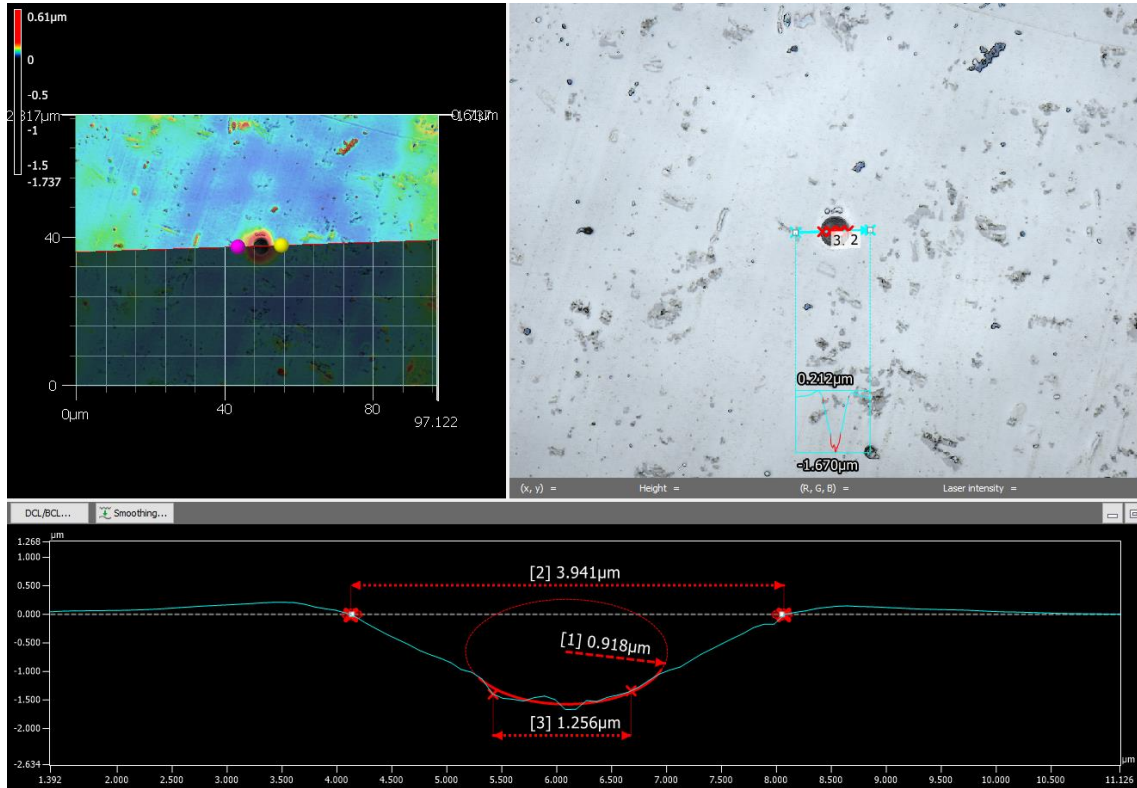 0.61µm
0
-0.5
-1
-1.5
-1.737
40
0
0µm
40
80
97.122
3.
2
0.212µm
-1.670µm
(x, y) =
Height =
(R, G, B) =
Laser intensity =
DCL/BCL...
Smoothing...
µm
1.268
1.000
0.500
0.000
-0.500
-1.000
-1.500
-2.000
-2.634
[2] 3.941µm
[1] 0.918µm
[3] 1.256µm
1.392
2.000
2.500
3.000
3.500
4.000
4.500
5.000
5.500
6.000
6.500
7.000
7.500
8.000
8.500
9.000
9.500
10.000
10.500
11.126
µm